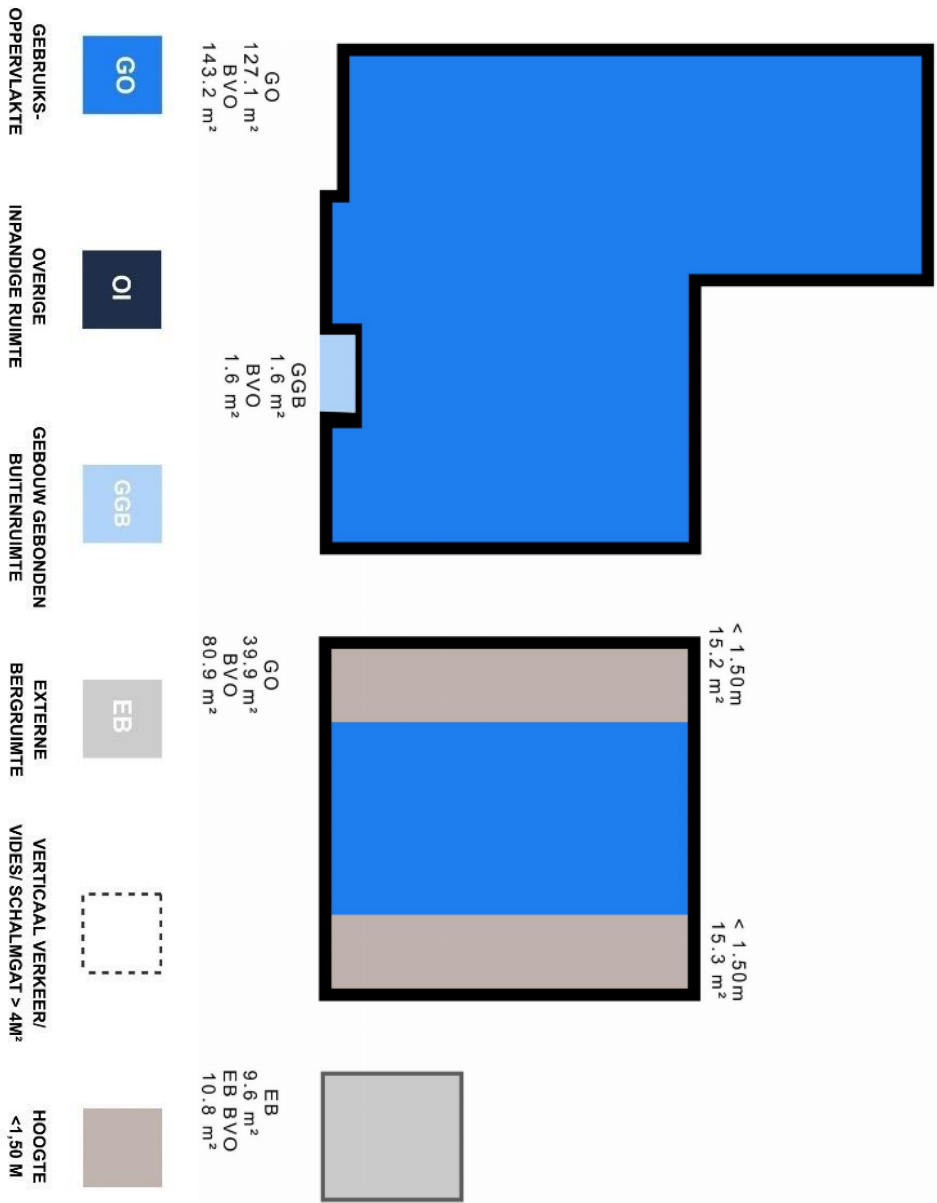 GO
127.1 m²
BVO
143.2 m²
GGB
1.6 m²
BVO
1.6 m²
< 1.50m
15.2 m²
< 1.50m
15.3 m²
GO
39.9 m²
BVO
80.9 m²
EB
9.6 m²
EB BVO
10.8 m²
GO
GEBRUIKS-
OPPERVLAKTE
OI
OVERIGE
INPANDIGE RUIMTE
GGB
GEBOUW GEBONDEN
BUITENRUIMTE
EB
EXTERNE
BERGRUIMTE
VERTICAAL VERKEER/
VIDES/ SCHALMGAT > 4M²
HOOGTE
<1,50 M